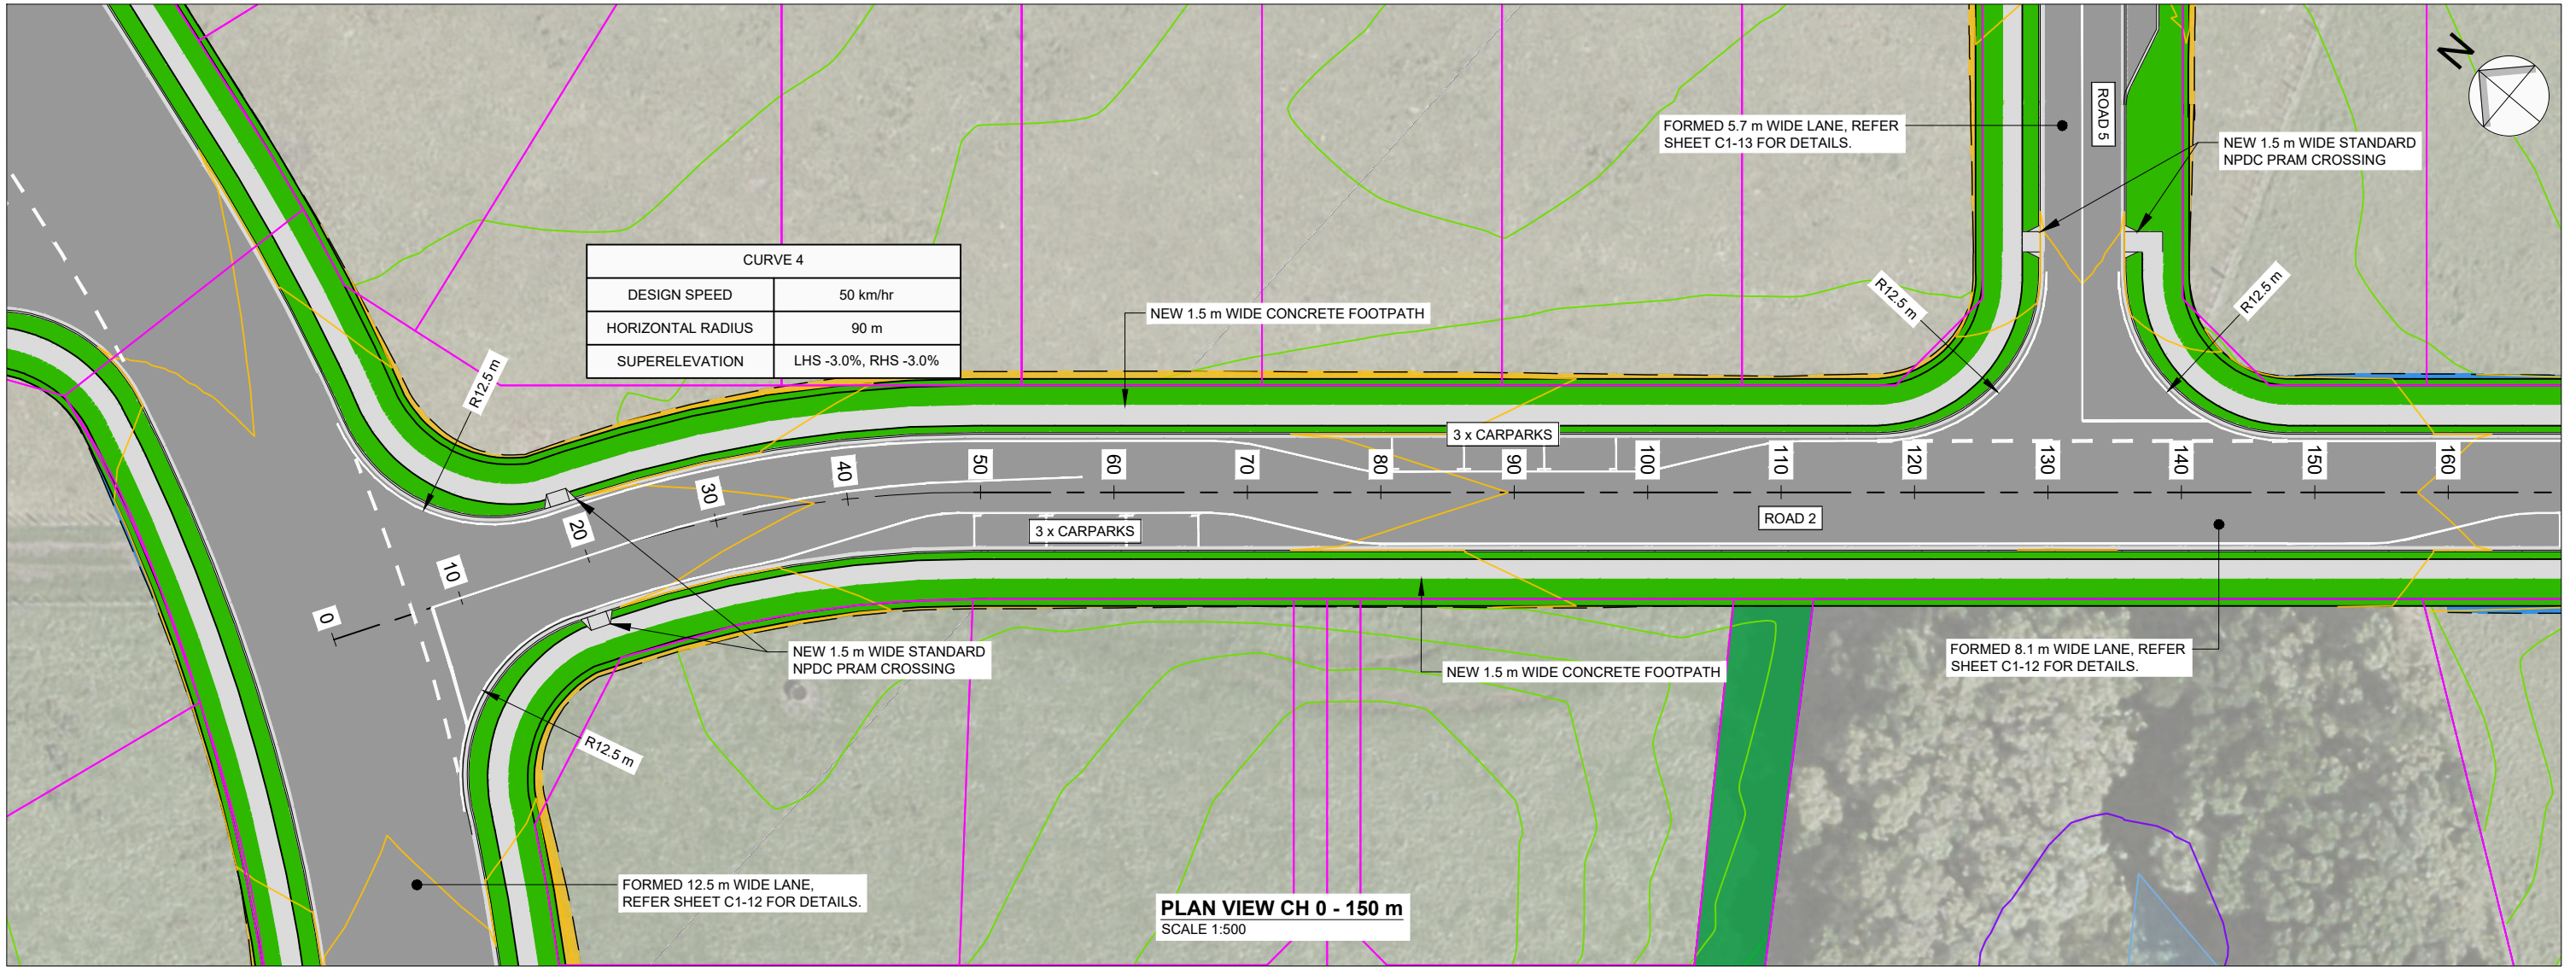 N
ROAD 5
FORMED 5.7 m WIDE LANE, REFER
SHEET C1-13 FOR DETAILS.
NEW 1.5 m WIDE STANDARD
NPDC PRAM CROSSING
CURVE 4
DESIGN SPEED 50 km/hr
HORIZONTAL RADIUS 90 m
SUPERELEVATION LHS -3.0%, RHS -3.0%
NEW 1.5 m WIDE CONCRETE FOOTPATH
R12.5 m
R12.5 m
R12.5 m
3 x CARPARKS
0
10
20
30
40
50
60
70
80
90
100
110
120
130
140
150
160
3 x CARPARKS
ROAD 2
NEW 1.5 m WIDE STANDARD
NPDC PRAM CROSSING
NEW 1.5 m WIDE CONCRETE FOOTPATH
FORMED 8.1 m WIDE LANE, REFER
SHEET C1-12 FOR DETAILS.
R12.5 m
FORMED 12.5 m WIDE LANE,
REFER SHEET C1-12 FOR DETAILS.
PLAN VIEW CH 0 - 150 m
SCALE 1:500